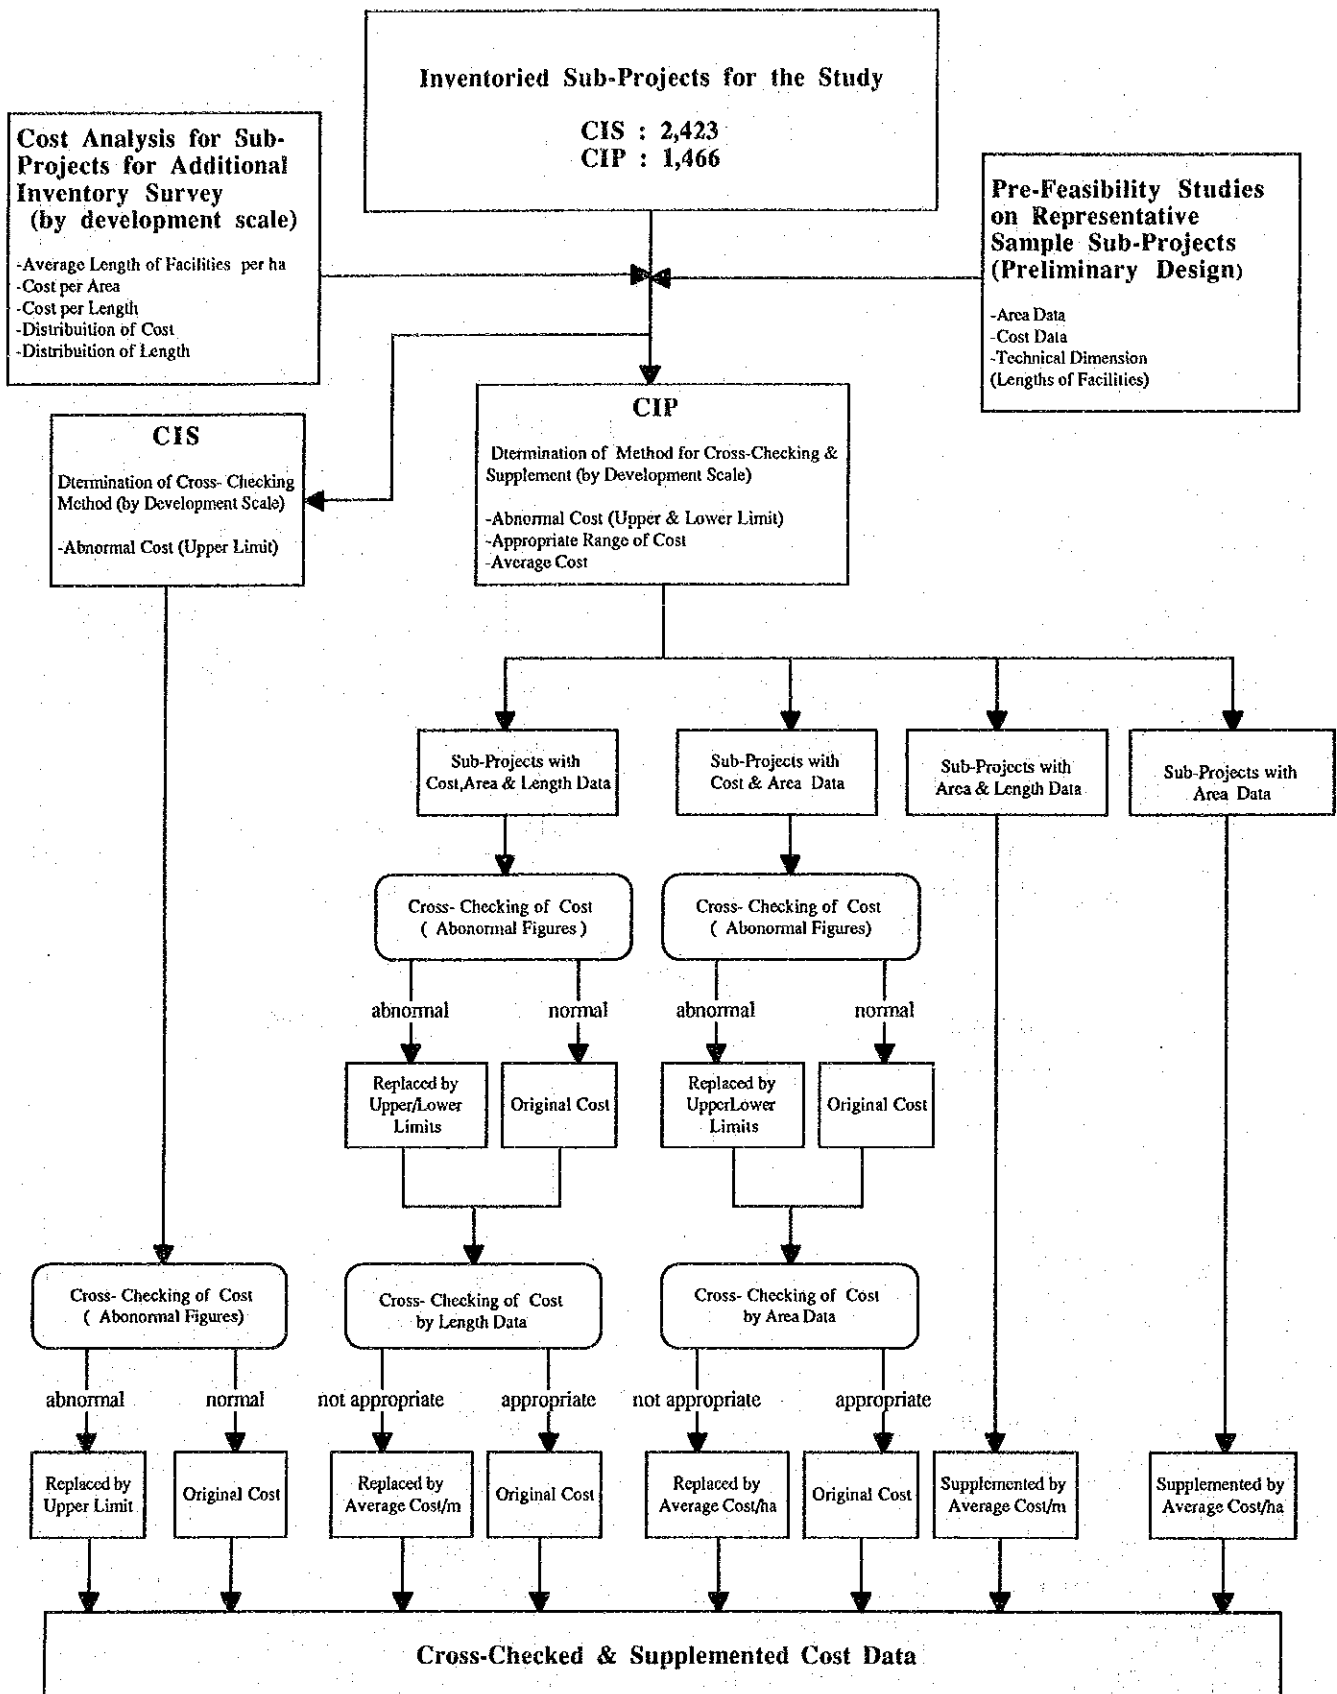 Inventoried Sub-Projects for the Study
CIS : 2,423
CIP : 1,466
Cost Analysis for Sub-
Projects for Additional
Inventory Survey
(by development scale)
-Average Length of Facilities per ha
-Cost per Area
-Cost per Length
-Distribuition of Cost
-Distribuition of Length
Pre-Feasibility Studies
on Representative
Sample Sub-Projects
(Preliminary Design)
-Area Data
-Cost Data
-Technical Dimension
(Lengths of Facilities)
CIS
Dtermination of Cross- Checking
Method (by Development Scale)
-Abnormal Cost (Upper Limit)
CIP
Dtermination of Method for Cross-Checking &
Supplement (by Development Scale)
-Abnormal Cost (Upper & Lower Limit)
-Appropriate Range of Cost
-Average Cost
Sub-Projects with
Cost,Area & Length Data
Sub-Projects with
Cost & Area Data
Sub-Projects with
Area & Length Data
Sub-Projects with
Area Data
Cross- Checking of Cost
( Abonormal Figures )
Cross- Checking of Cost
( Abonormal Figures)
abnormal
normal
abnormal
normal
Replaced by
Upper/Lower
Limits
Original Cost
Replaced by
UpperLower
Limits
Original Cost
Cross- Checking of Cost
( Abonormal Figures)
Cross- Checking of Cost
by Length Data
Cross- Checking of Cost
by Area Data
abnormal
normal
not appropriate
appropriate
not appropriate
appropriate
Replaced by
Upper Limit
Original Cost
Replaced by
Average Cost/m
Original Cost
Replaced by
Average Cost/ha
Original Cost
Supplemented by
Average Cost/m
Supplemented by
Average Cost/ha
Cross-Checked & Supplemented Cost Data